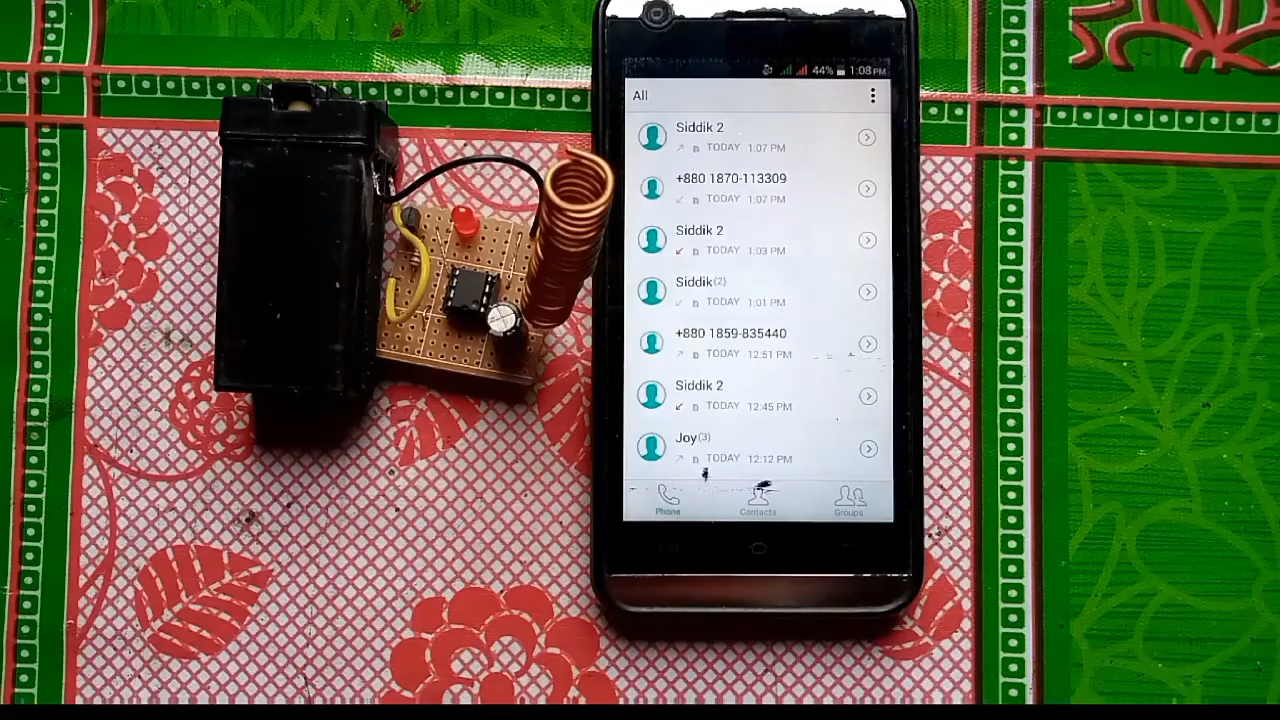 44% 1:08 PM
All
Siddik 2
TODAY 1:07 PM
+880 1870-113309
TODAY 1:07 PM
Siddik 2
TODAY 1:03 PM
Siddik(2)
TODAY 1:01 PM
+880 1859-835440
TODAY 12:51 PM
Siddik 2
TODAY 12:45 PM
Joy(3)
TODAY 12:12 PM
Phone Contacts Groups